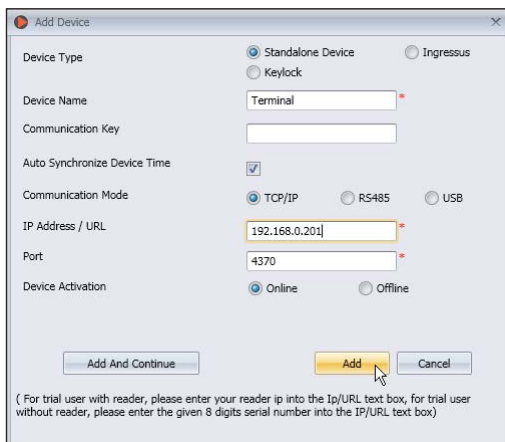 Add Device
Device Type
Standalone Device Ingressus
Keylock
Device Name Terminal *
Communication Key
Auto Synchronize Device Time
Communication Mode TCP/IP RS485 USB
IP Address / URL 192.168.0.201 *
Port 4370 *
Device Activation Online Offline
Add And Continue Add Cancel
( For trial user with reader, please enter your reader ip into the Ip/URL text box, for trial user
without reader, please enter the given 8 digits serial number into the IP/URL text box)